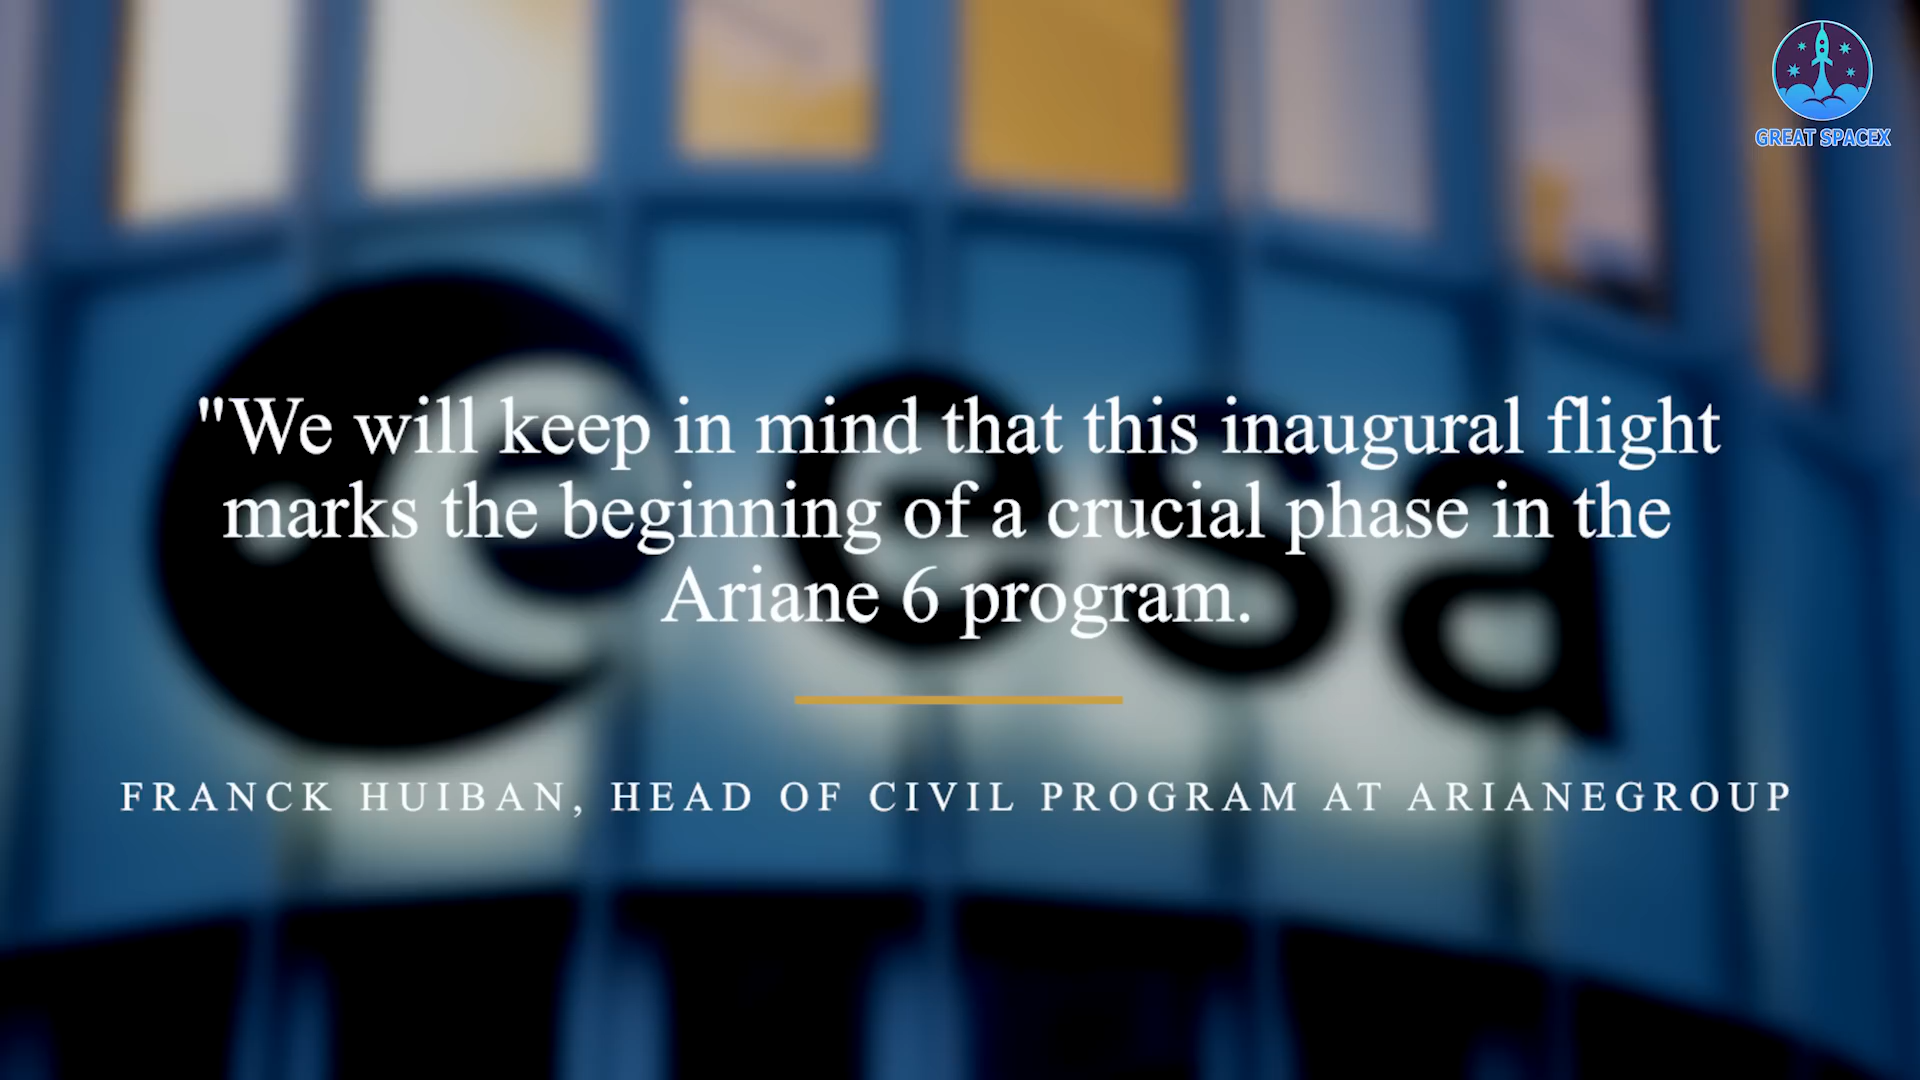 GREAT SPACEX
"We will keep in mind that this inaugural flight
marks the beginning of a crucial phase in the
Ariane 6 program.
FRANCK HUIBAN, HEAD OF CIVIL PROGRAM AT ARIANEGROUP
esa